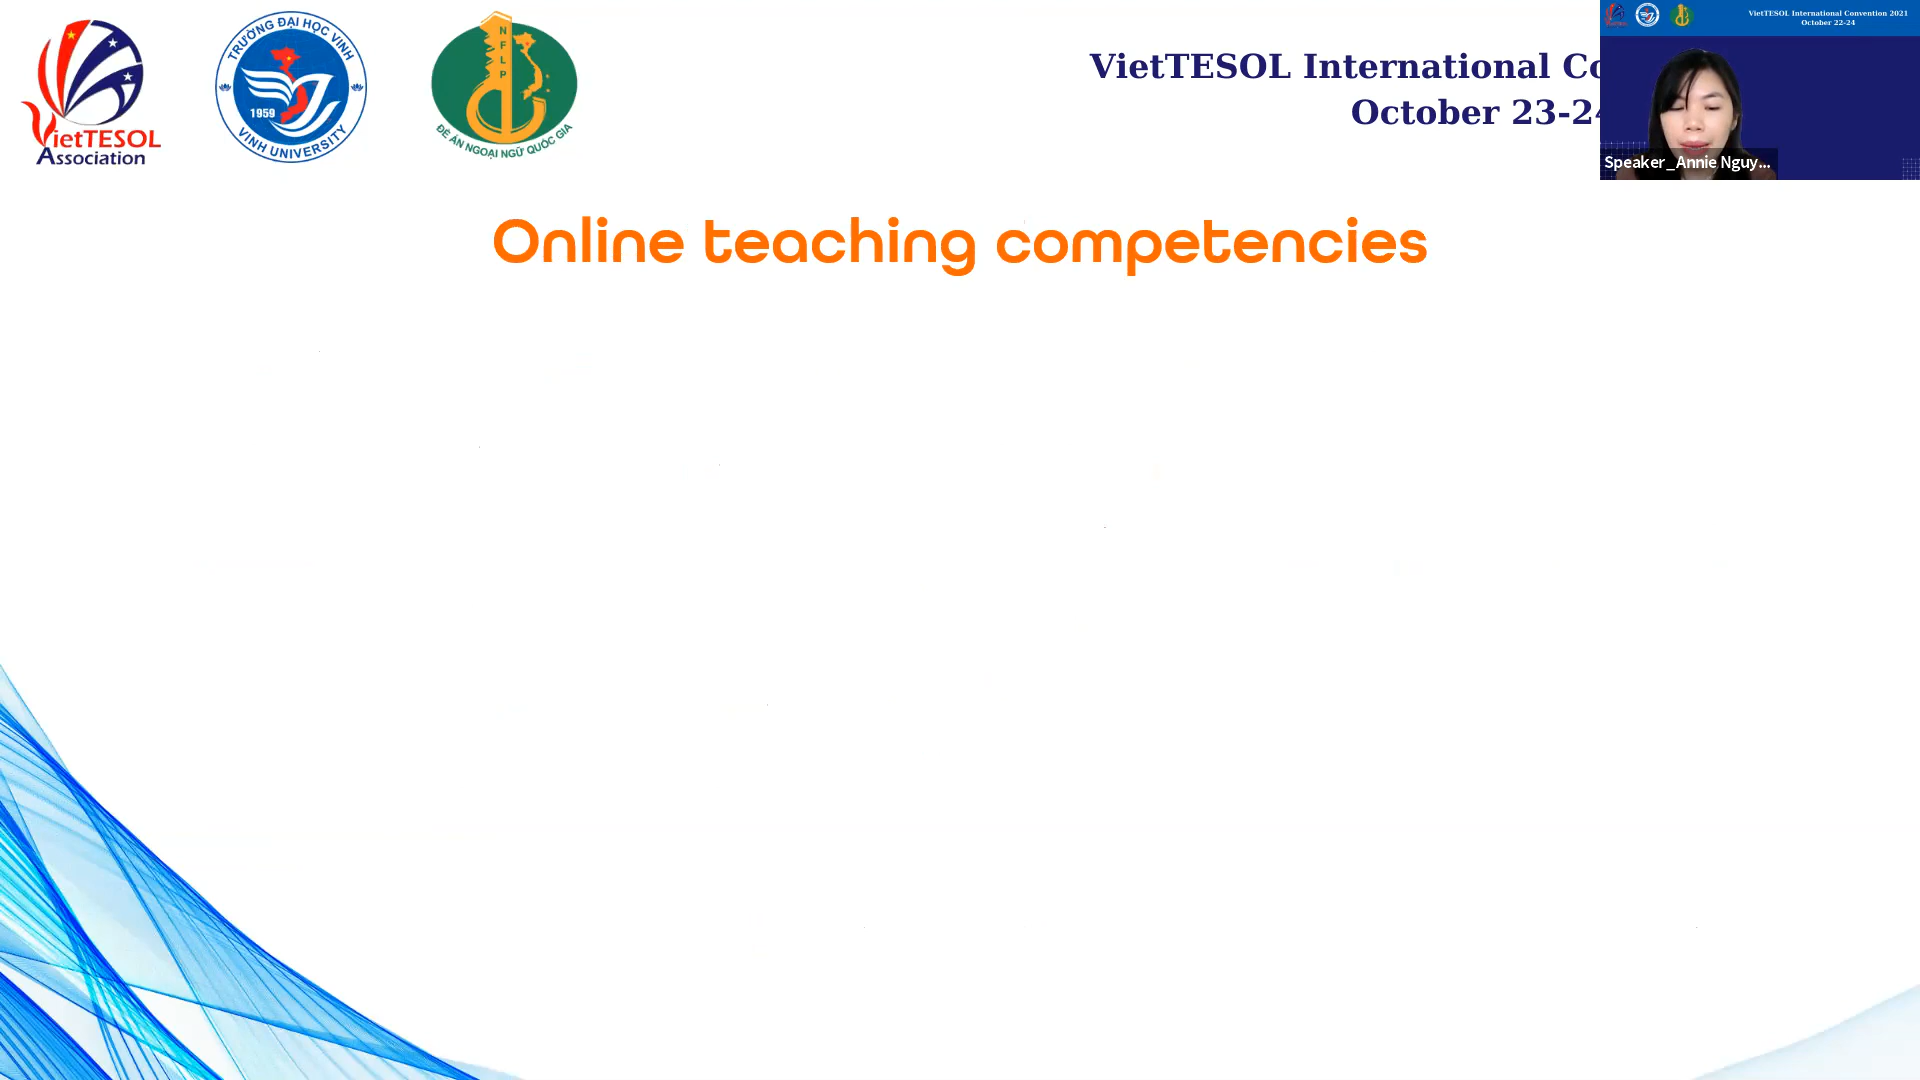 VietTESOL
Association
TRƯỜNG ĐẠI HỌC VINH
1959
VINH UNIVERSITY
NFLP
ĐỀ ÁN NGOẠI NGỮ QUỐC GIA
VietTESOL International Co
October 23-24
VietTESOL International Convention 2021
October 22-24
Speaker_Annie Nguy...
Online teaching competencies